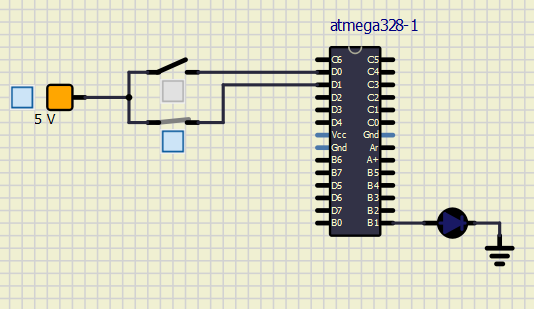 atmega328-1
C6 C5
D0 C4
D1 C3
D2 C2
D3 C1
D4 C0
Vcc Gnd
Gnd Ar
B6 A+
B7 B5
D5 B4
D6 B3
D7 B2
B0 B1
5 V